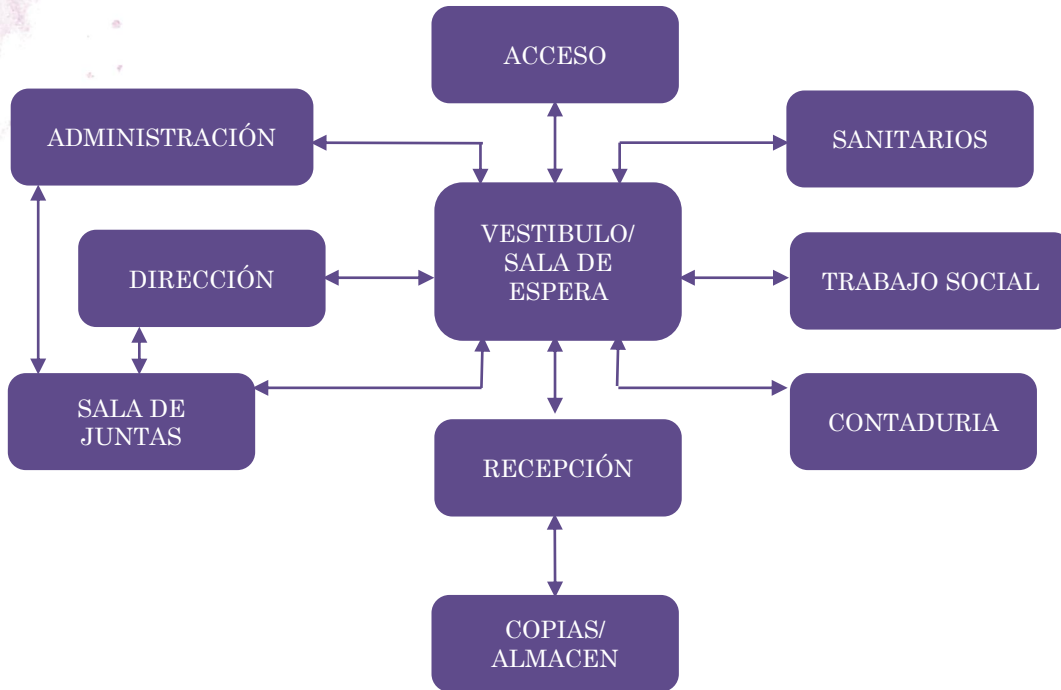 ACCESO
ADMINISTRACIÓN
SANITARIOS
VESTIBULO/
SALA DE
ESPERA
DIRECCIÓN
TRABAJO SOCIAL
SALA DE
JUNTAS
CONTADURIA
RECEPCIÓN
COPIAS/
ALMACEN